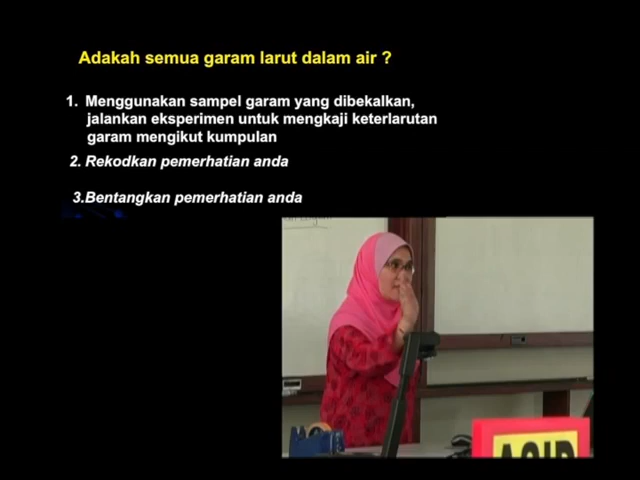 Adakah semua garam larut dalam air ?
1. Menggunakan sampel garam yang dibekalkan,
jalankan eksperimen untuk mengkaji keterlarutan
garam mengikut kumpulan
2. Rekodkan pemerhatian anda
3.Bentangkan pemerhatian anda